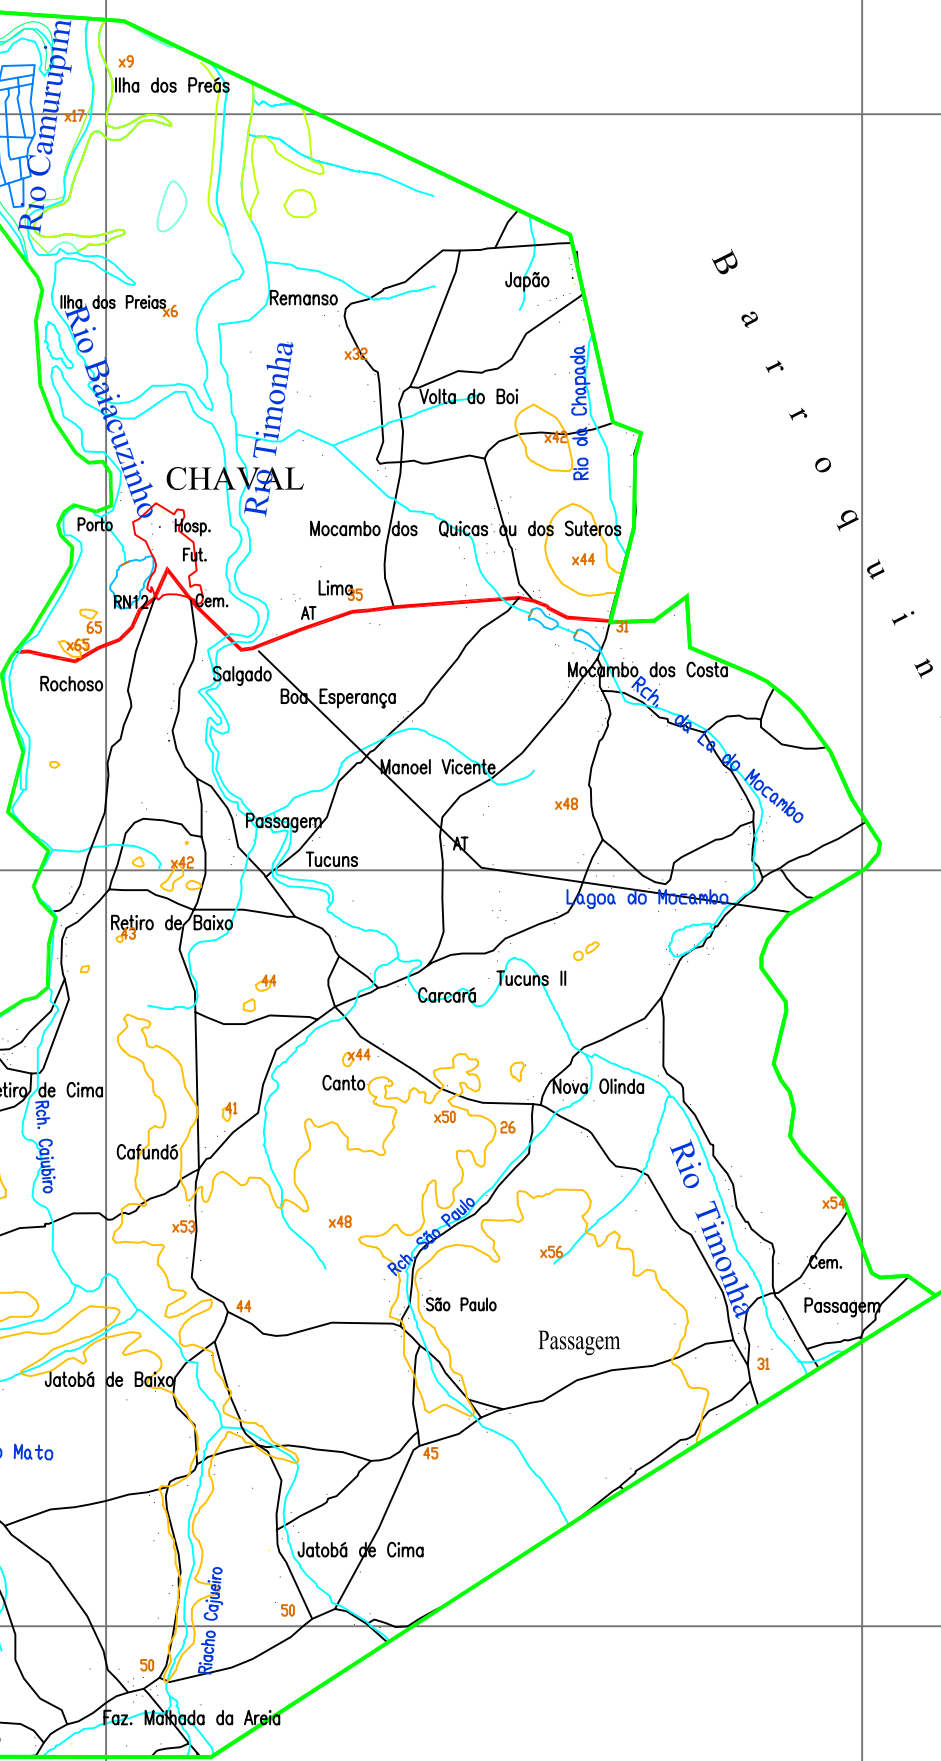 Rio Camurupim
x9
Ilha dos Preás
x17
Barroquin
Japão
Ilha dos Preias
x6
Remanso
Rio Baiacuzinho
Rio Timonha
x32
Rio da Chapada
Volta do Boi
x42
CHAVAL
Porto
Hosp.
Mocambo dos
Quicas ou dos Suteros
Fut.
x44
Lima
35
RN12
Cem.
AT
65
31
x65
Rochoso
Salgado
Mocambo dos Costa
Boa Esperança
Rch. da La do Mocambo
Manoel Vicente
x48
Passagem
AT
x42
Tucuns
Lagoa do Mocambo
Retiro de Baixo
43
44
Tucuns II
Carcará
x44
etiro de Cima
Canto
Nova Olinda
Rch. Cajubiro
41
x50
26
Cafundó
Rio Timonha
x53
x48
Rch. São Paulo
x54
x56
Cem.
44
São Paulo
Passagem
Passagem
31
Jatobá de Baixo
o Mato
45
Jatobá de Cima
Riacho Cajueiro
50
50
Faz. Malhada da Areia